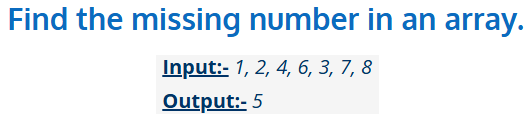 Find the missing number in an array.
Input:- 1, 2, 4, 6, 3, 7, 8
Output:- 5